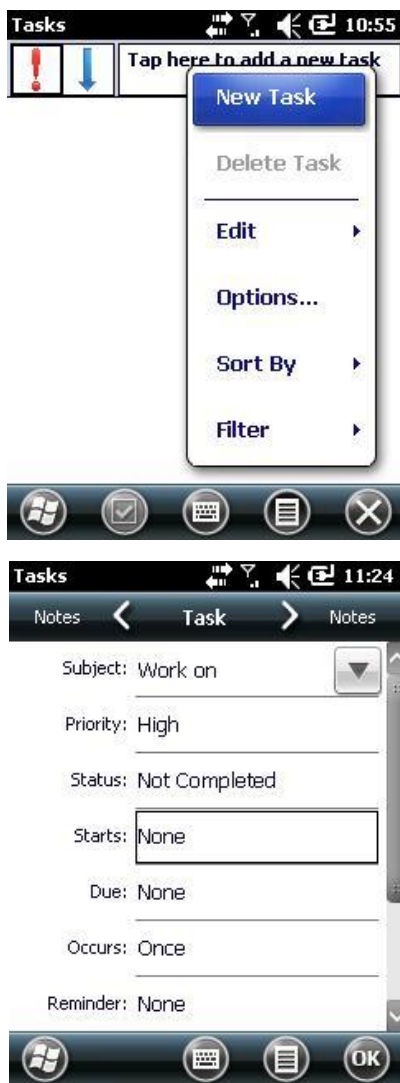 Tasks 10:55
Tap here to add a new task
New Task
Delete Task
Edit
Options...
Sort By
Filter
Tasks 11:24
Notes Task Notes
Subject: Work on
Priority: High
Status: Not Completed
Starts: None
Due: None
Occurs: Once
Reminder: None
OK